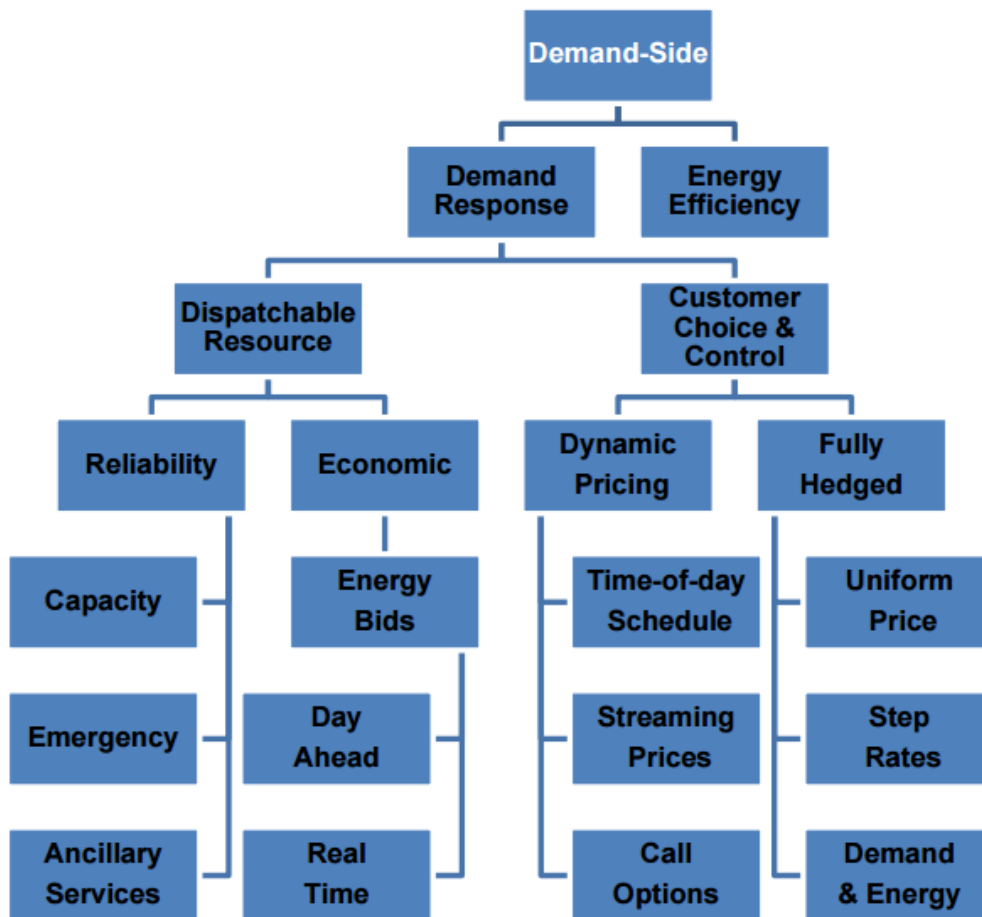 Demand-Side
Demand
Response
Energy
Efficiency
Dispatchable
Resource
Customer
Choice &
Control
Reliability
Economic
Dynamic
Pricing
Fully
Hedged
Capacity
Energy
Bids
Time-of-day
Schedule
Uniform
Price
Emergency
Day
Ahead
Streaming
Prices
Step
Rates
Ancillary
Services
Real
Time
Call
Options
Demand
& Energy